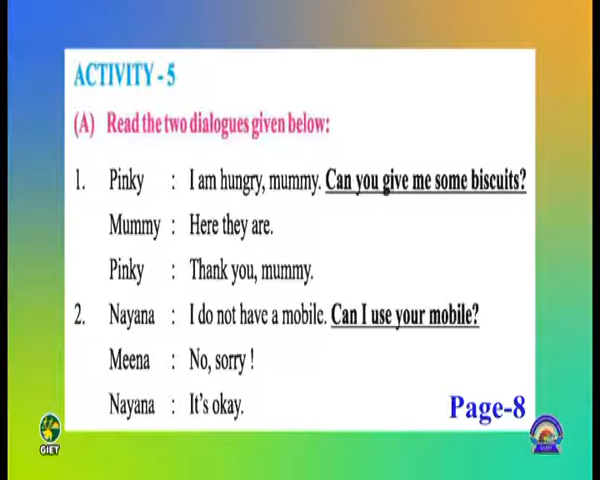 ACTIVITY - 5
(A) Read the two dialogues given below:
1. Pinky : I am hungry, mummy. Can you give me some biscuits?
Mummy : Here they are.
Pinky : Thank you, mummy.
2. Nayana : I do not have a mobile. Can I use your mobile?
Meena : No, sorry !
Nayana : It's okay.
Page-8
GIET